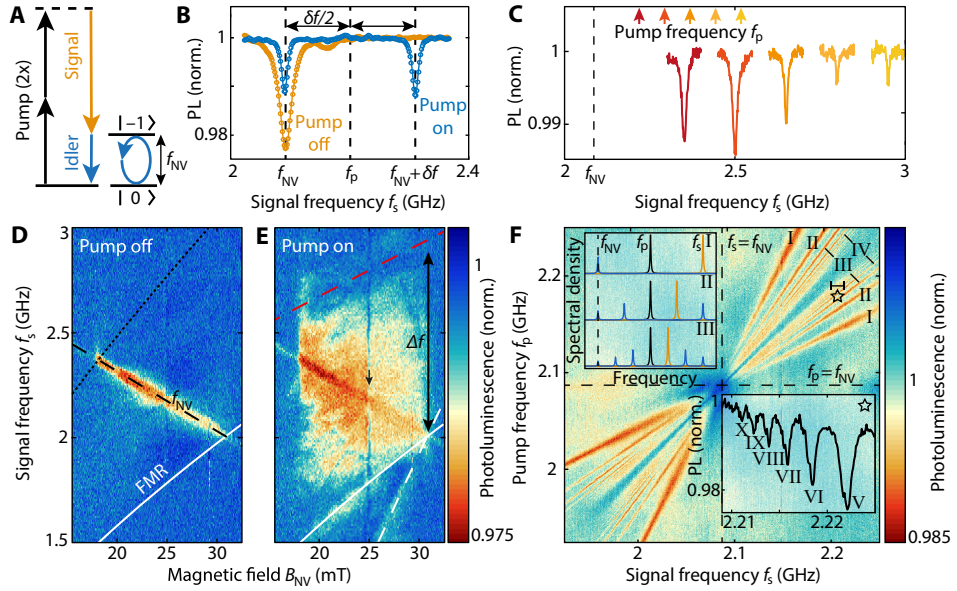 A
Pump (2x)
Signal
Idler
|−1⟩
|0⟩
f_NV
B
PL (norm.)
1
0.98
δf/2
Pump off
Pump on
2
f_NV
f_p
f_NV+δf
2.4
Signal frequency f_s (GHz)
C
Pump frequency f_p
PL (norm.)
1
0.99
2
f_NV
2.5
3
Signal frequency f_s (GHz)
D
Pump off
Signal frequency f_s (GHz)
3
2.5
2
1.5
f_NV
FMR
20
30
E
Pump on
Δf
20
30
Magnetic field B_NV (mT)
1
0.975
Photoluminescence (norm.)
F
Pump frequency f_p (GHz)
2.2
2.1
2
f_s=f_NV
f_p=f_NV
I
II
III
IV
II
I
Spectral density
f_NV
f_p
f_s
I
II
III
Frequency
PL (norm.)
1
0.98
X
IX
VIII
VII
VI
V
2.21
2.22
2
2.1
2.2
Signal frequency f_s (GHz)
1
0.985
Photoluminescence (norm.)